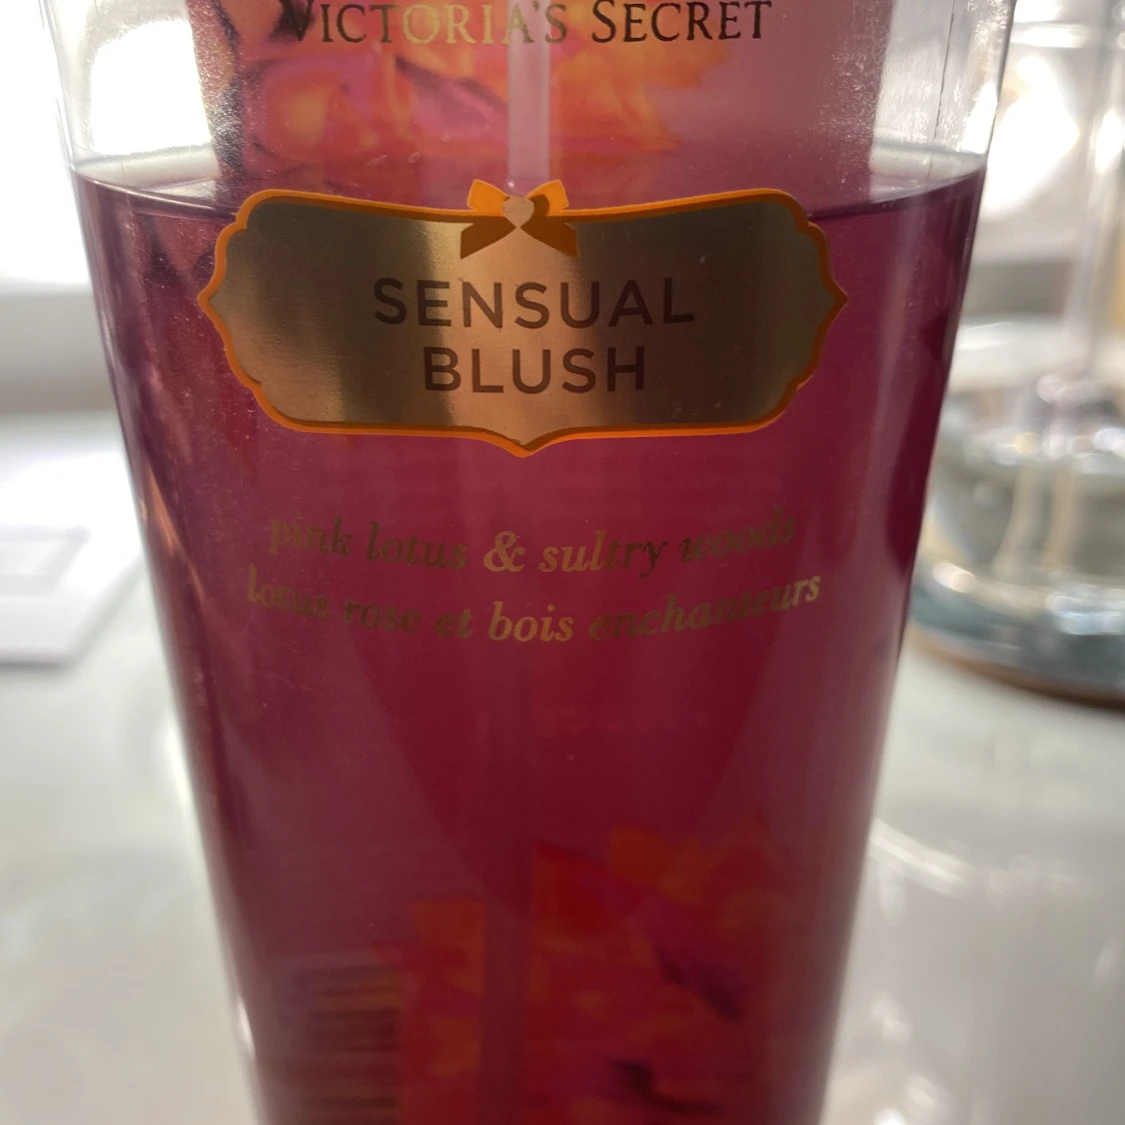 VICTORIA'S SECRET
SENSUAL
BLUSH
pink lotus & sultry woods
lotus rose et bois enchanteurs